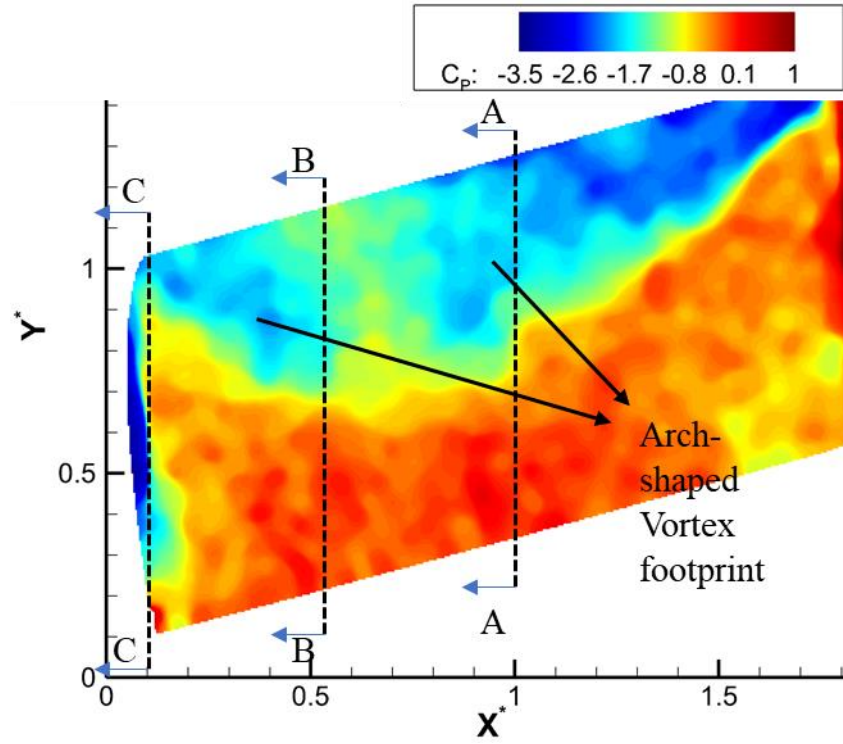 C_P: -3.5 -2.6 -1.7 -0.8 0.1 1
A
B
C
1
Y*
0.5
Arch-
shaped
Vortex
footprint
A
B
C
0
0 0.5 1 1.5
X*